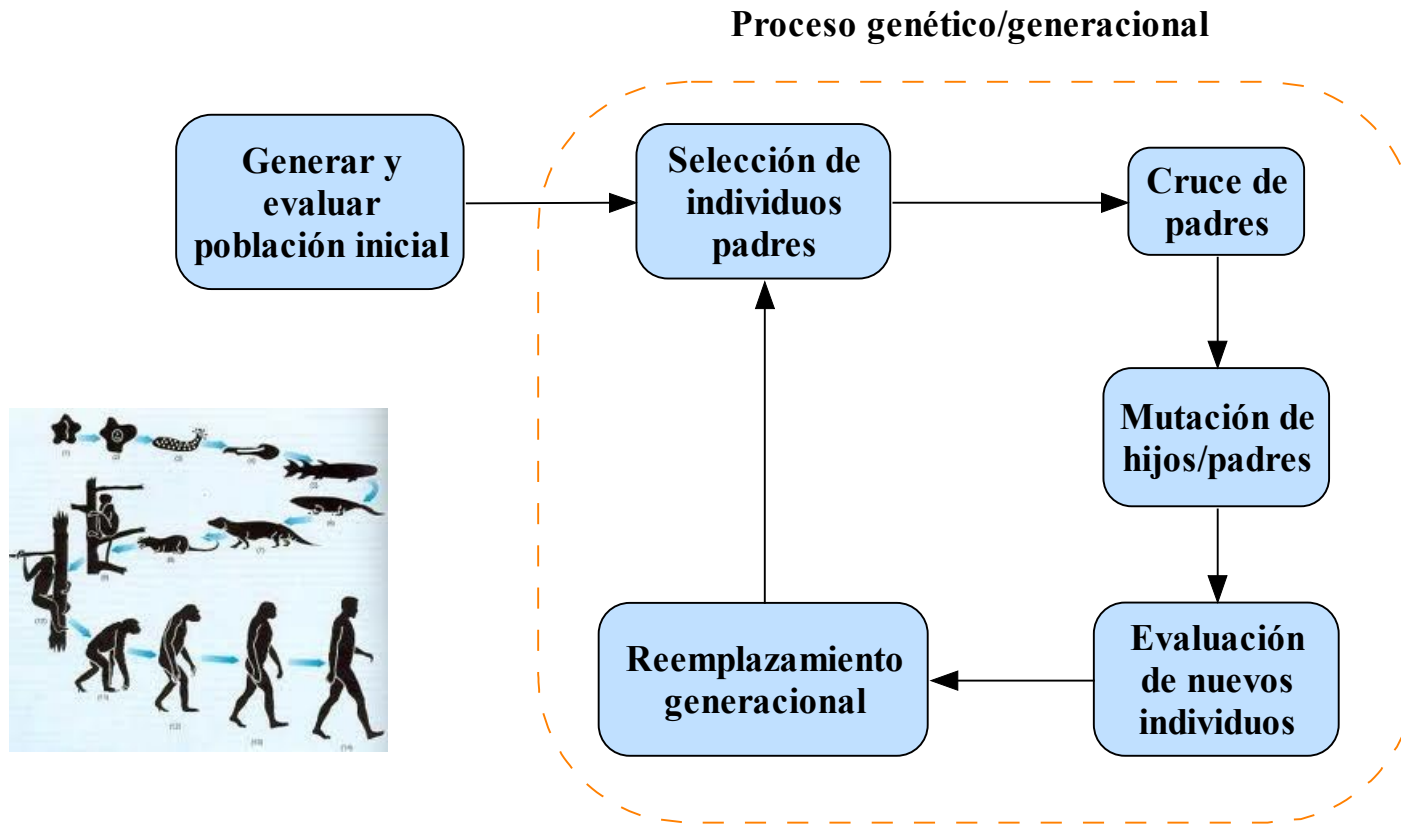 Proceso genético/generacional
Generar y
evaluar
población inicial
Selección de
individuos
padres
Cruce de
padres
Mutación de
hijos/padres
Evaluación
de nuevos
individuos
Reemplazamiento
generacional